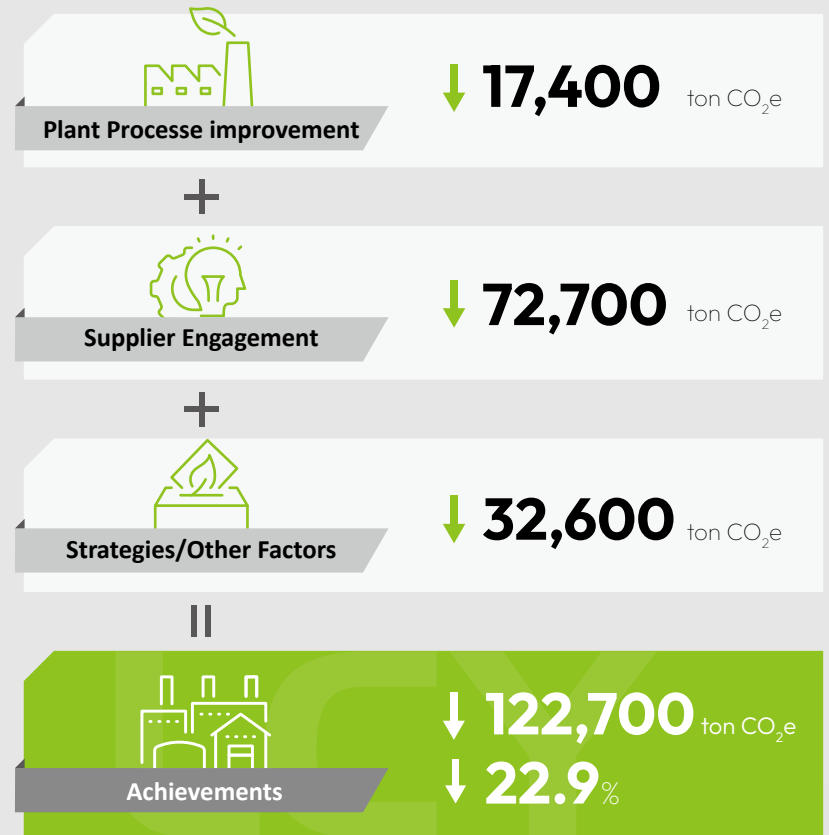 ↓ 17,400 ton CO₂e
Plant Processe improvement
+
↓ 72,700 ton CO₂e
Supplier Engagement
+
↓ 32,600 ton CO₂e
Strategies/Other Factors
=
LCY
↓ 122,700 ton CO₂e
↓ 22.9%
Achievements